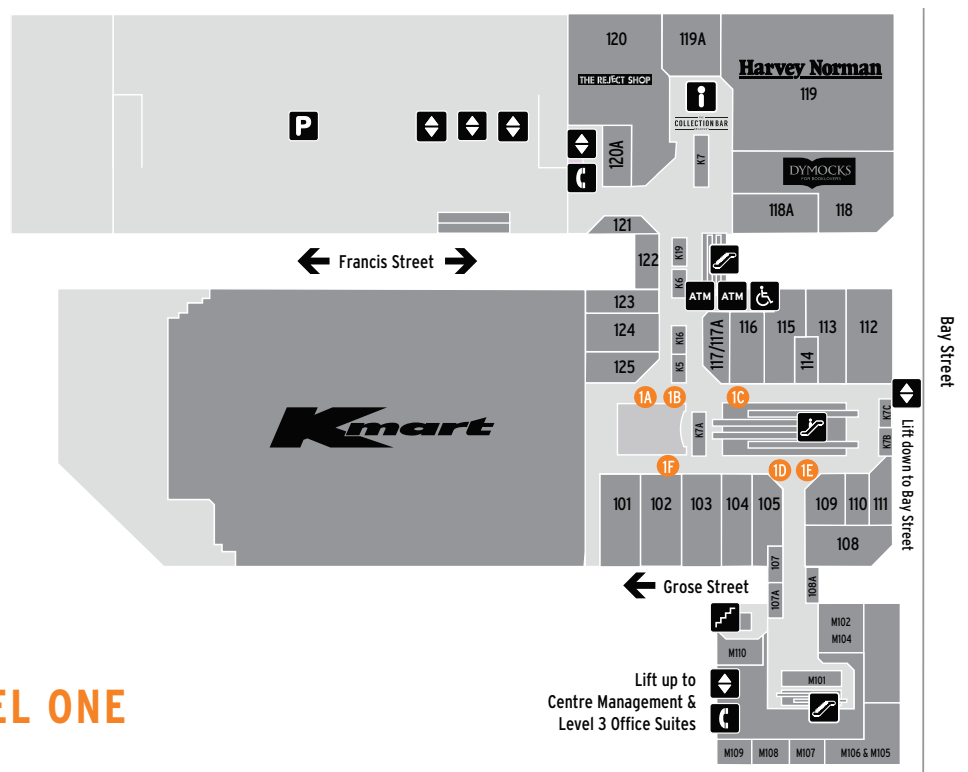 120
119A
THE REJECT SHOP
Harvey Norman
119
P
COLLECTION BAR
120A
K7
DYMOCKS
FOR BOOKLOVERS
118A
118
121
Francis Street
122
K19
K6
ATM
ATM
123
124
125
K16
K5
117/117A
116
115
114
113
112
Bay Street
1A
1B
1C
Kmart
K7A
K7C
K7B
Lift down to Bay Street
1F
1D
1E
101
102
103
104
105
109
110
111
108
107
107A
108A
Grose Street
M102
M104
M110
M101
Lift up to
Centre Management &
Level 3 Office Suites
EL ONE
M109
M108
M107
M106 & M105